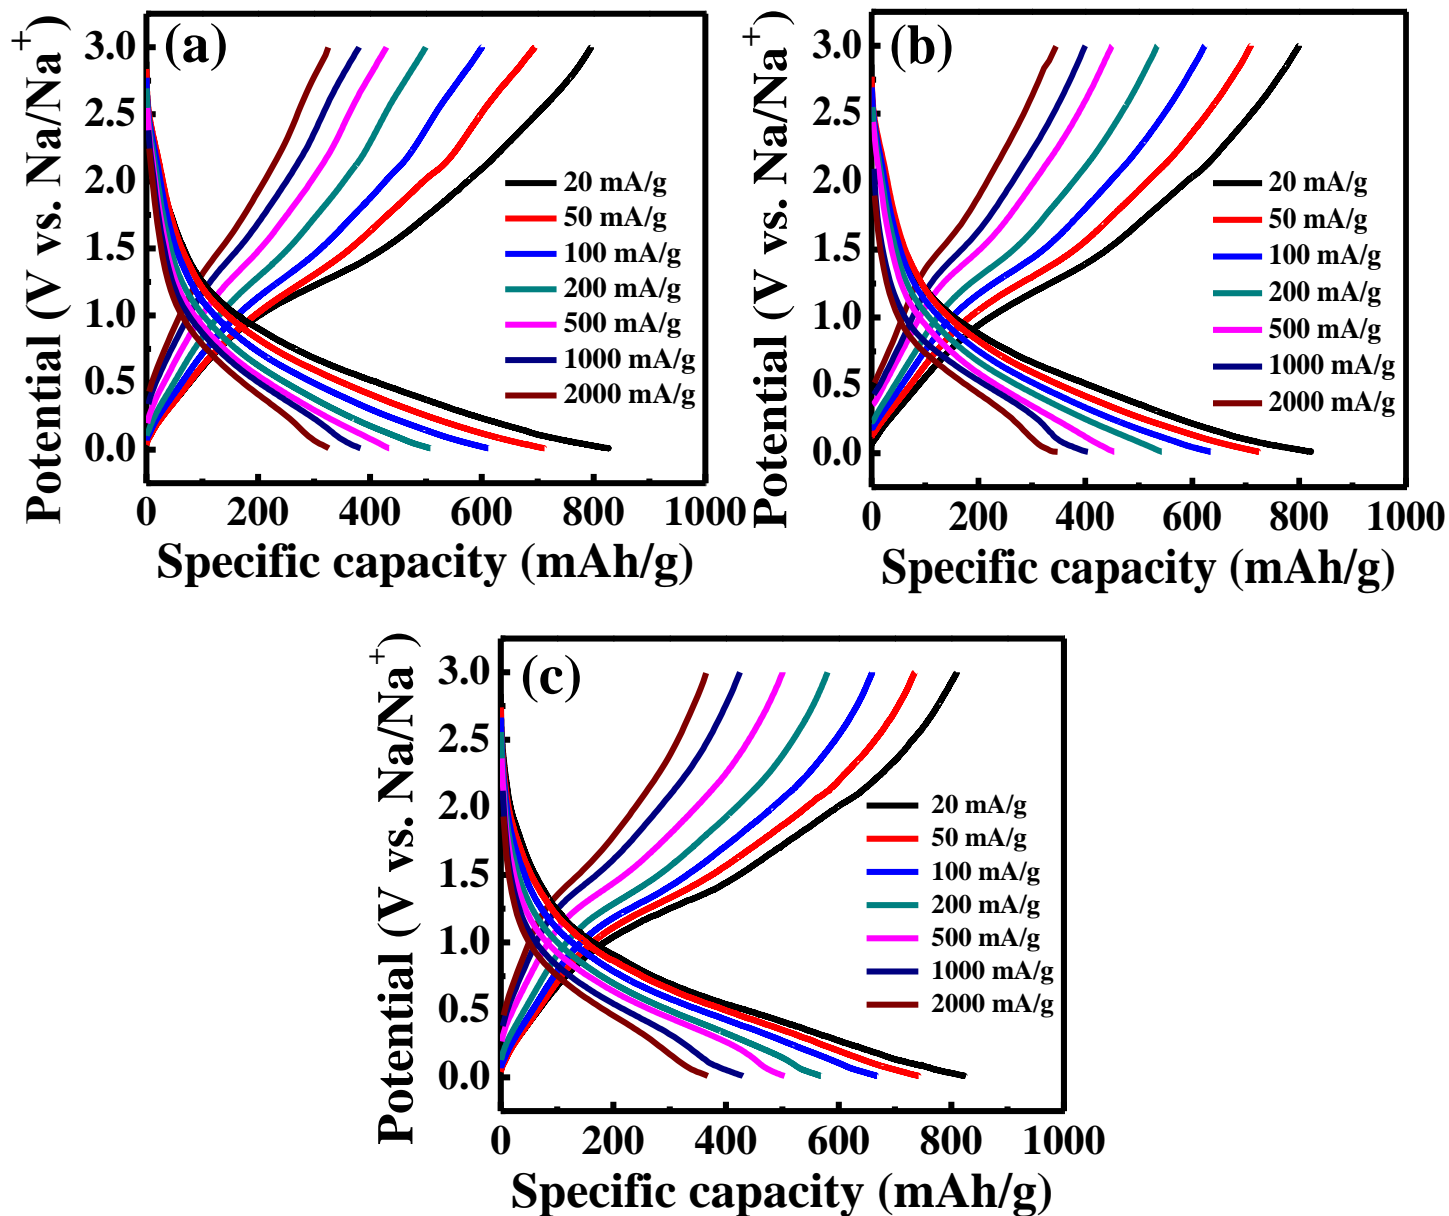 (a)
Potential (V vs. Na/Na+)
3.0
2.5
2.0
1.5
1.0
0.5
0.0
20 mA/g
50 mA/g
100 mA/g
200 mA/g
500 mA/g
1000 mA/g
2000 mA/g
0 200 400 600 800 1000
Specific capacity (mAh/g)
(b)
Potential (V vs. Na/Na+)
3.0
2.5
2.0
1.5
1.0
0.5
0.0
20 mA/g
50 mA/g
100 mA/g
200 mA/g
500 mA/g
1000 mA/g
2000 mA/g
0 200 400 600 800 1000
Specific capacity (mAh/g)
(c)
Potential (V vs. Na/Na+)
3.0
2.5
2.0
1.5
1.0
0.5
0.0
20 mA/g
50 mA/g
100 mA/g
200 mA/g
500 mA/g
1000 mA/g
2000 mA/g
0 200 400 600 800 1000
Specific capacity (mAh/g)